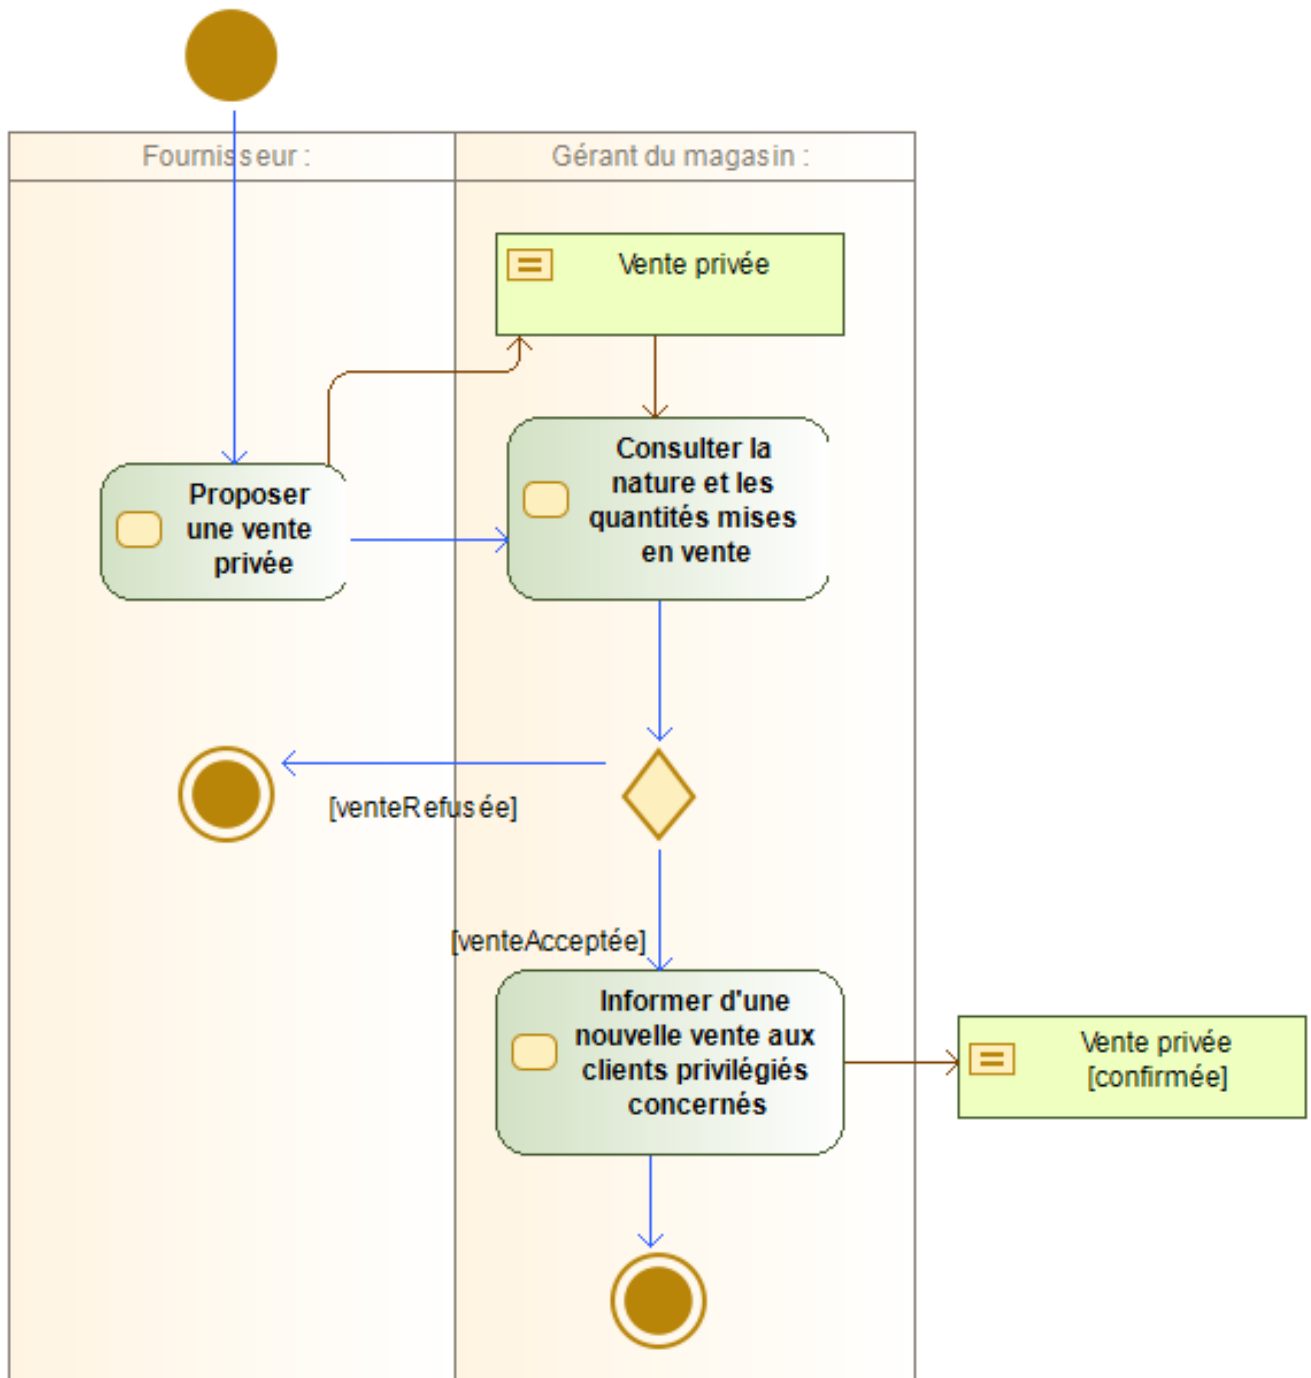 Fournisseur :
Gérant du magasin :
Vente privée
Consulter la
nature et les
quantités mises
en vente
Proposer
une vente
privée
[venteRefusée]
[venteAcceptée]
Informer d'une
nouvelle vente aux
clients privilégiés
concernés
Vente privée
[confirmée]